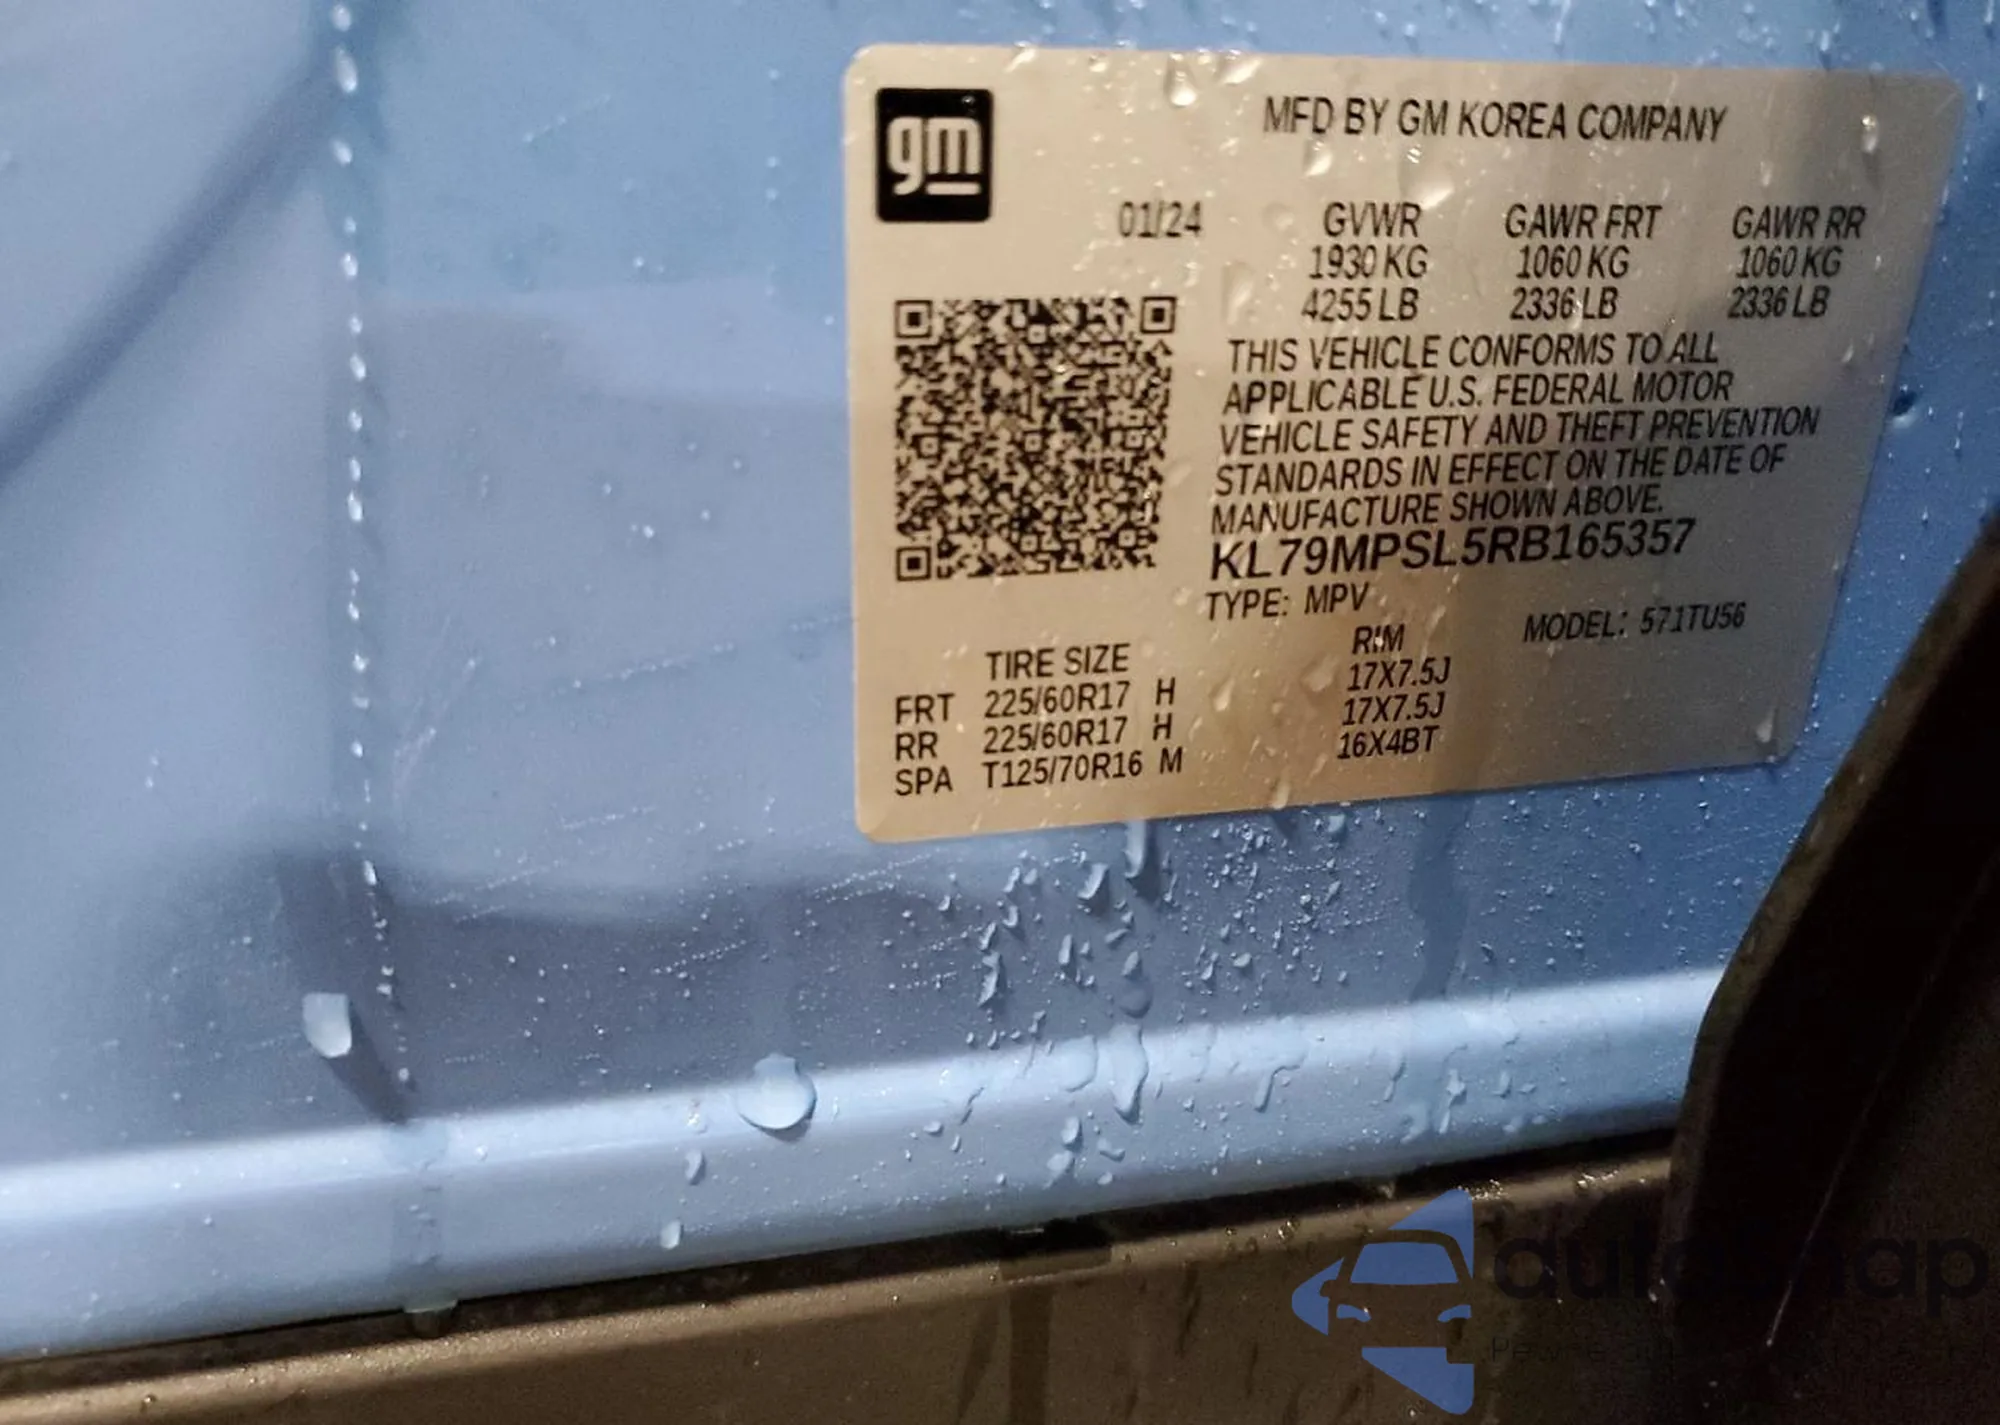 gm
MFD BY GM KOREA COMPANY
01/24 GVWR GAWR FRT GAWR RR
1930 KG 1060 KG 1060 KG
4255 LB 2336 LB 2336 LB
THIS VEHICLE CONFORMS TO ALL
APPLICABLE U.S. FEDERAL MOTOR
VEHICLE SAFETY AND THEFT PREVENTION
STANDARDS IN EFFECT ON THE DATE OF
MANUFACTURE SHOWN ABOVE.
KL79MPSL5RB165357
TYPE: MPV MODEL: 571TU56
TIRE SIZE RIM
FRT 225/60R17 H 17X7.5J
RR 225/60R17 H 17X7.5J
SPA T125/70R16 M 16X4BT
autosnap
Pewne